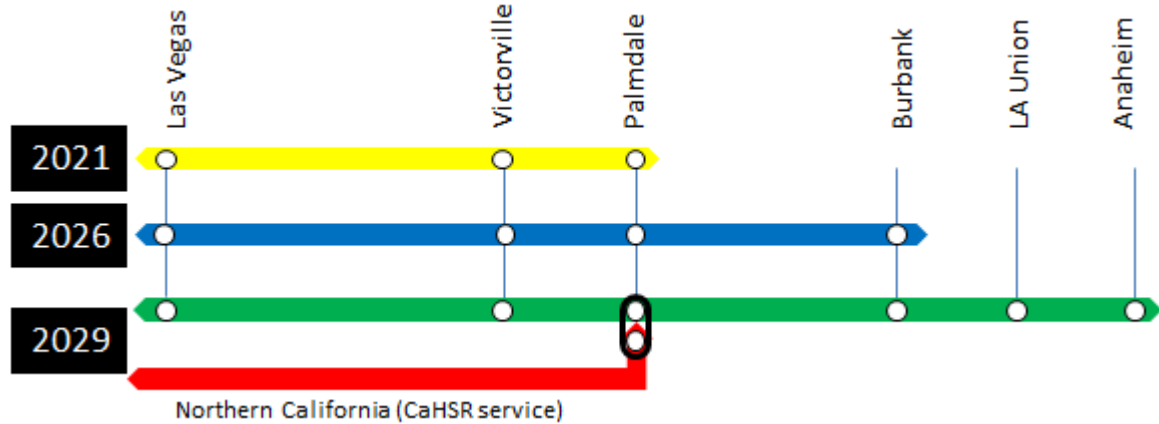 Las Vegas
Victorville
Palmdale
Burbank
LA Union
Anaheim
2021
2026
2029
Northern California (CaHSR service)